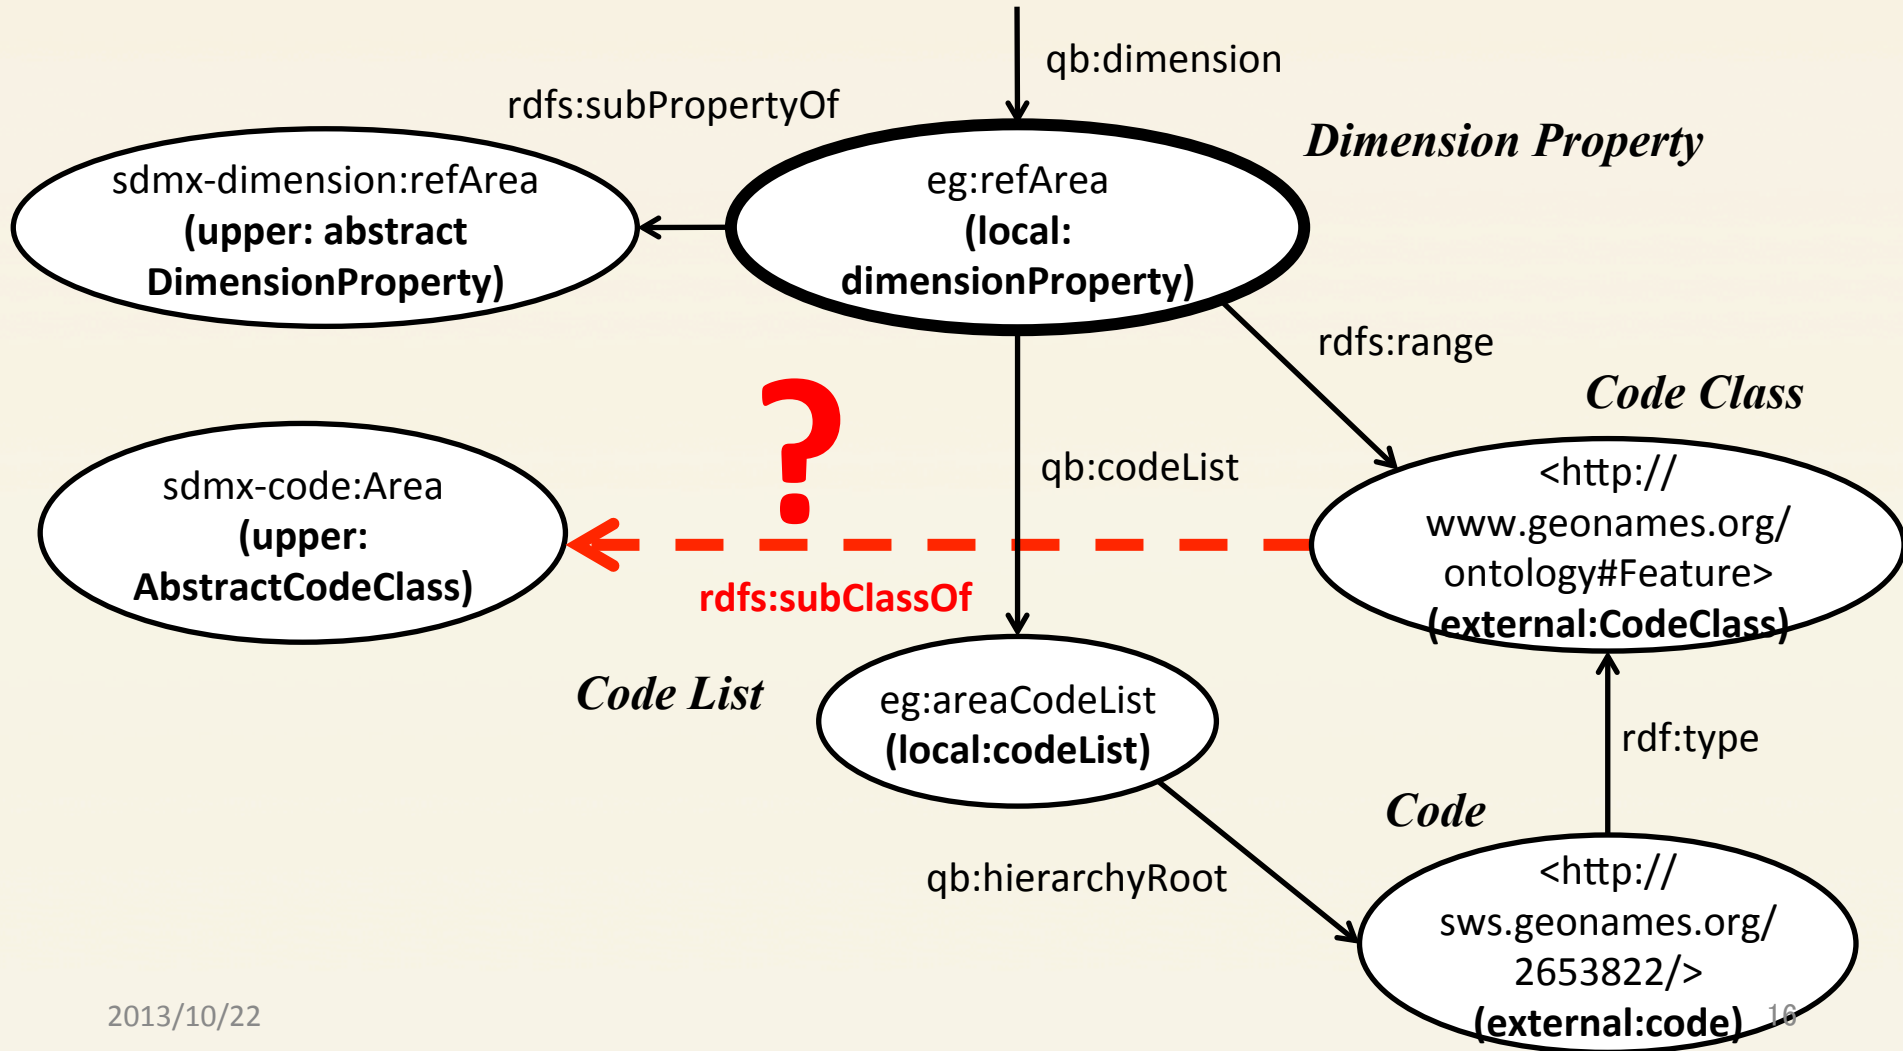 qb:dimension
rdfs:subPropertyOf
Dimension Property
sdmx-dimension:refArea
(upper: abstract
DimensionProperty)
eg:refArea
(local:
dimensionProperty)
rdfs:range
?
Code Class
qb:codeList
sdmx-code:Area
(upper:
AbstractCodeClass)
rdfs:subClassOf
<http://
www.geonames.org/
ontology#Feature>
(external:CodeClass)
Code List
eg:areaCodeList
(local:codeList)
rdf:type
Code
qb:hierarchyRoot
<http://
sws.geonames.org/
2653822/>
(external:code)
2013/10/22
16